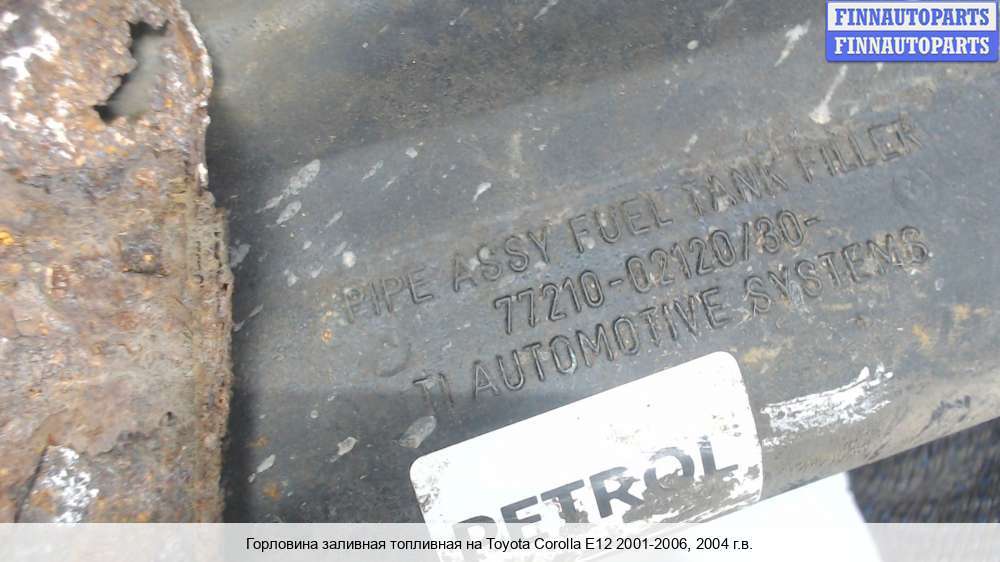 FINNAUTOPARTS
FINNAUTOPARTS
PIPE ASSY FUEL TANK FILLER
77210-02120/30-
TI AUTOMOTIVE SYSTEMS
PETROL
Горловина заливная топливная на Toyota Corolla E12 2001-2006, 2004 г.в.